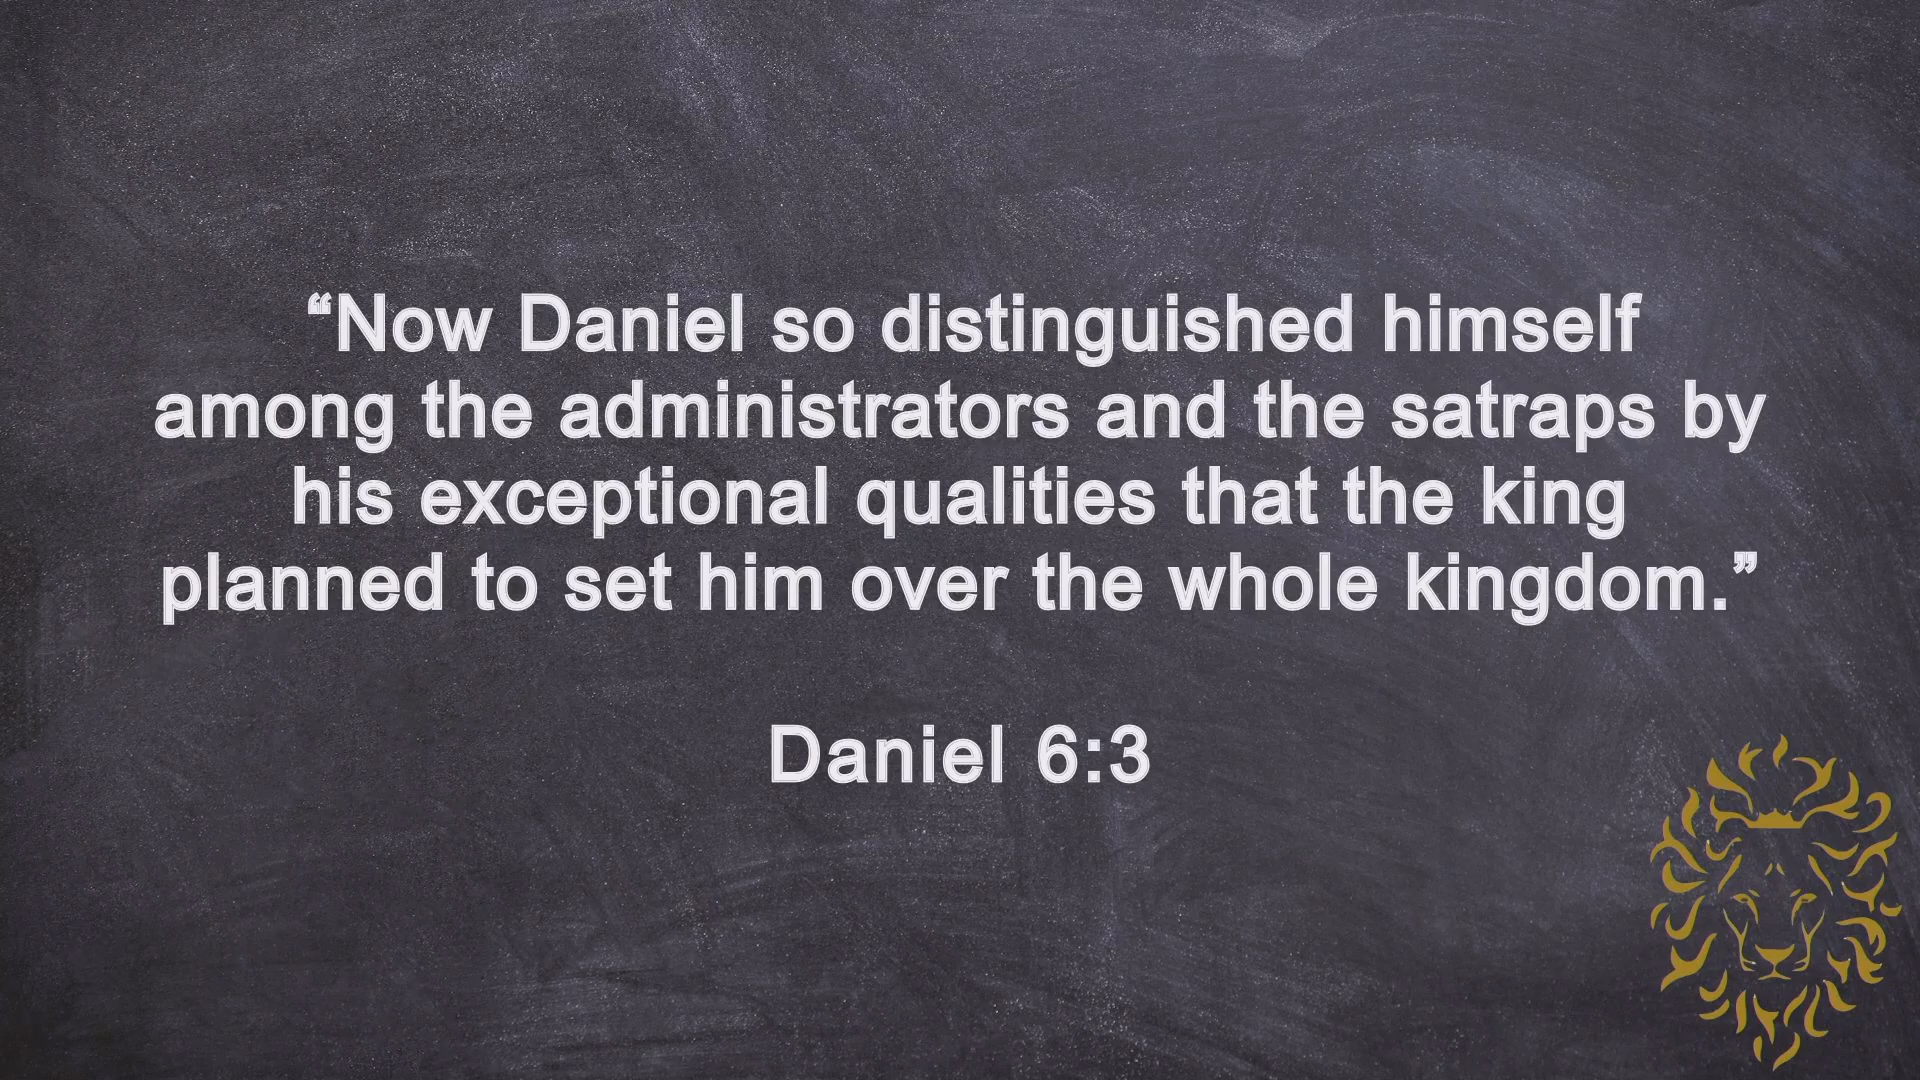 “Now Daniel so distinguished himself
among the administrators and the satraps by
his exceptional qualities that the king
planned to set him over the whole kingdom.”
Daniel 6:3